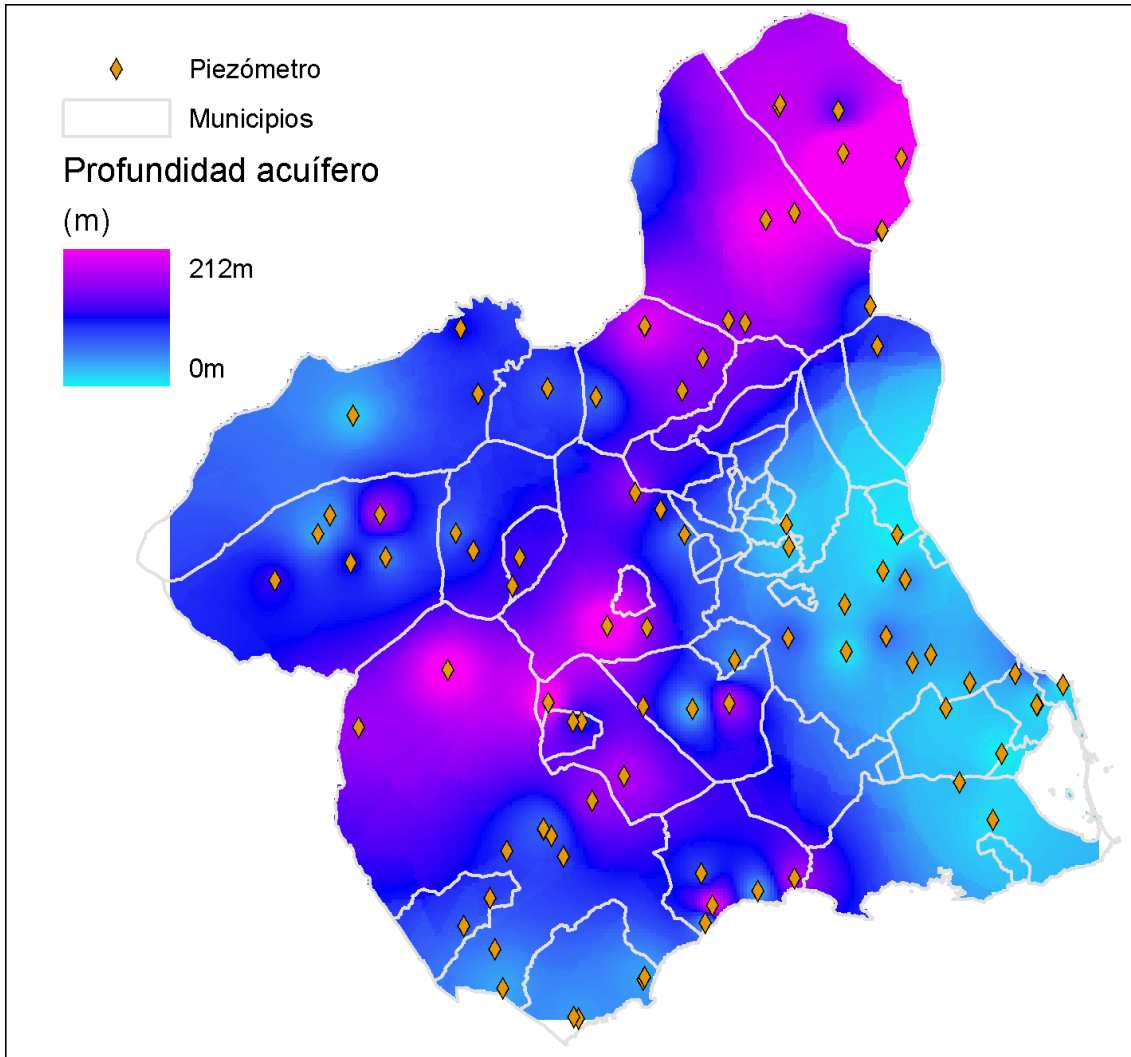 Piezómetro
Municipios
Profundidad acuífero
(m)
212m
0m